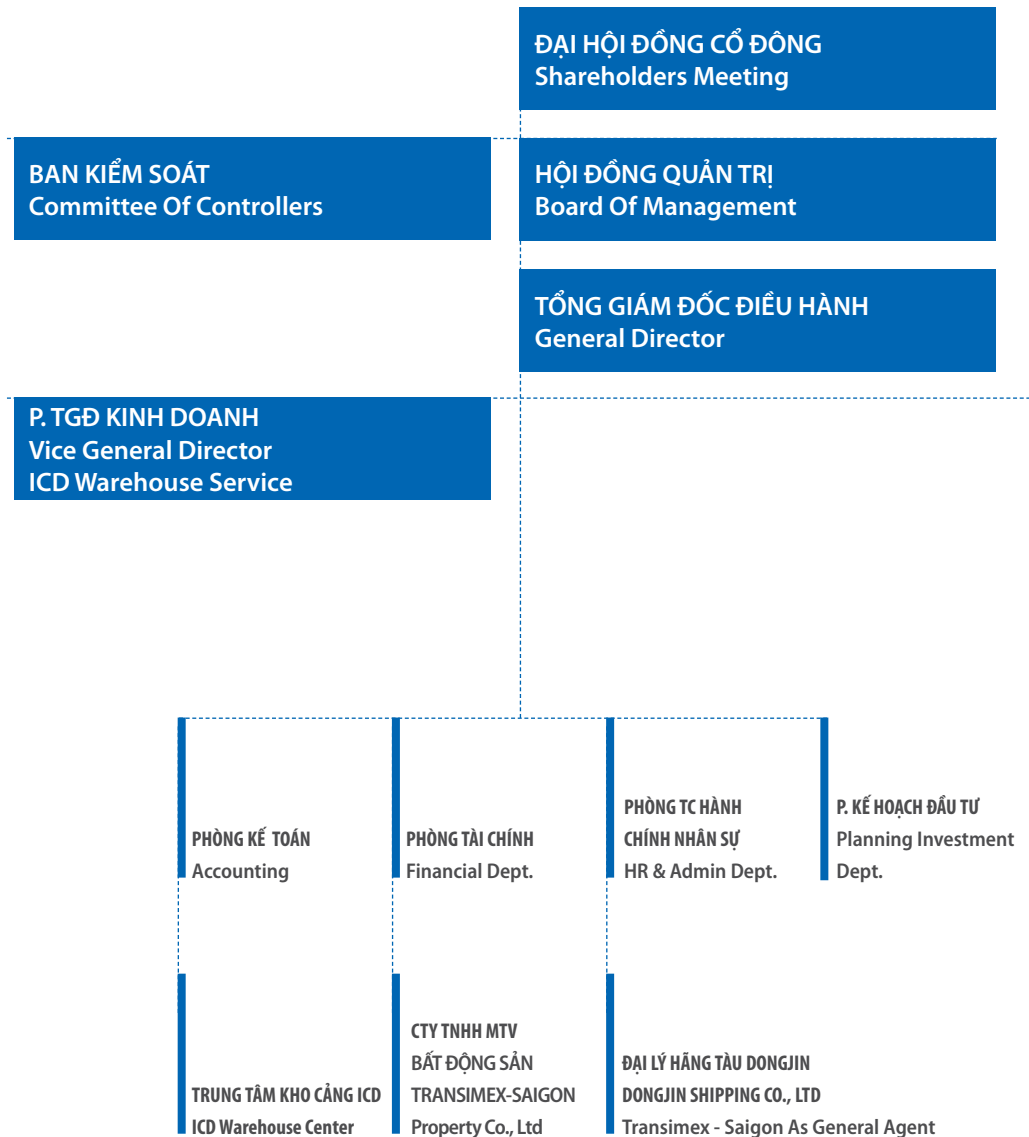 ĐẠI HỘI ĐỒNG CỔ ĐÔNG
Shareholders Meeting
BAN KIỂM SOÁT
Committee Of Controllers
HỘI ĐỒNG QUẢN TRỊ
Board Of Management
TỔNG GIÁM ĐỐC ĐIỀU HÀNH
General Director
P. TGĐ KINH DOANH
Vice General Director
ICD Warehouse Service
PHÒNG KẾ TOÁN
Accounting
PHÒNG TÀI CHÍNH
Financial Dept.
PHÒNG TC HÀNH
CHÍNH NHÂN SỰ
HR & Admin Dept.
P. KẾ HOẠCH ĐẦU TƯ
Planning Investment
Dept.
TRUNG TÂM KHO CẢNG ICD
ICD Warehouse Center
CTY TNHH MTV
BẤT ĐỘNG SẢN
TRANSIMEX-SAIGON
Property Co., Ltd
ĐẠI LÝ HÃNG TÀU DONGJIN
DONGJIN SHIPPING CO., LTD
Transimex - Saigon As General Agent